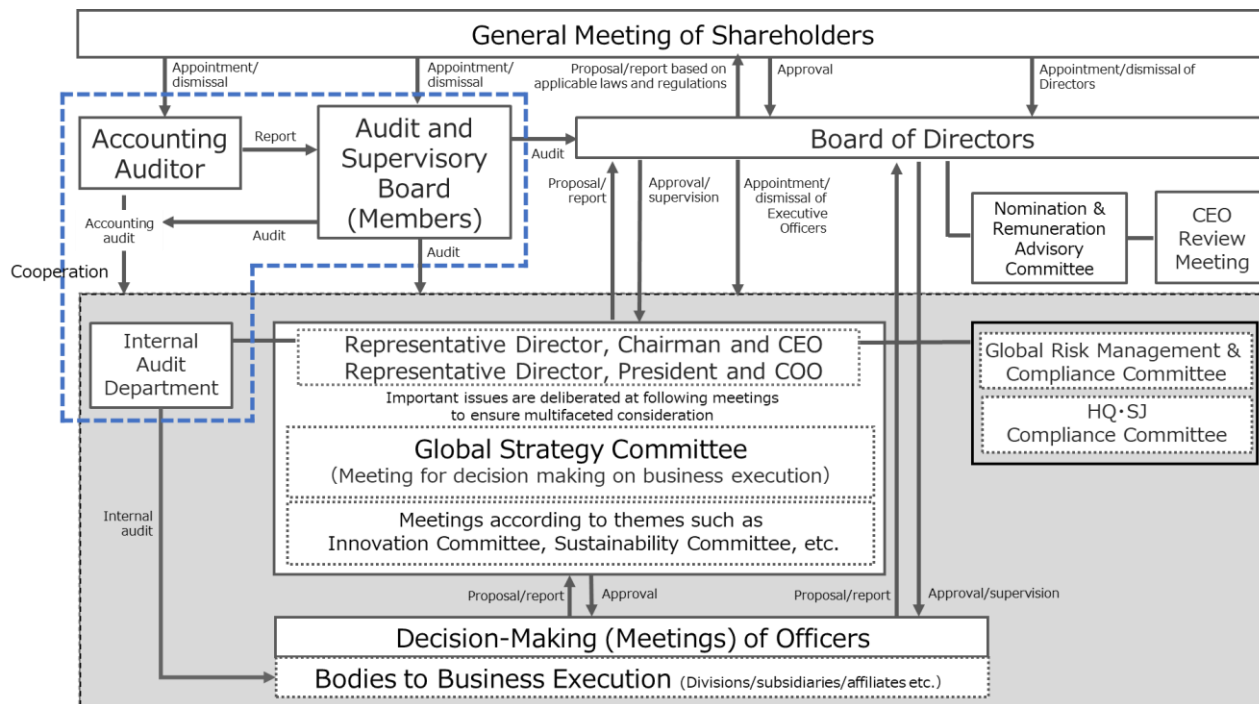 General Meeting of Shareholders
Appointment/
dismissal
Appointment/
dismissal
Proposal/report based on
applicable laws and regulations
Approval
Appointment/dismissal of
Directors
Accounting
Auditor
Report
Audit and
Supervisory
Board
(Members)
Audit
Board of Directors
Accounting
audit
Audit
Audit
Cooperation
Proposal/
report
Approval/
supervision
Appointment/
dismissal of
Executive
Officers
Nomination &
Remuneration
Advisory
Committee
CEO
Review
Meeting
Internal
Audit
Department
Representative Director, Chairman and CEO
Representative Director, President and COO
Important issues are deliberated at following meetings
to ensure multifaceted consideration
Global Strategy Committee
(Meeting for decision making on business execution)
Meetings according to themes such as
Innovation Committee, Sustainability Committee, etc.
Global Risk Management &
Compliance Committee
HQ・SJ
Compliance Committee
Internal
audit
Proposal/report
Approval
Proposal/report
Approval/supervision
Decision-Making (Meetings) of Officers
Bodies to Business Execution (Divisions/subsidiaries/affiliates etc.)